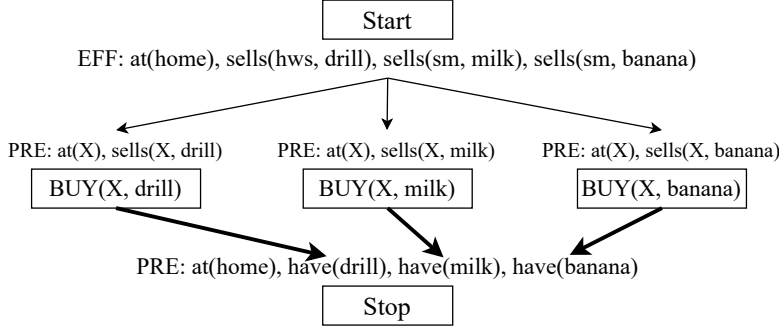 Start
EFF: at(home), sells(hws, drill), sells(sm, milk), sells(sm, banana)
PRE: at(X), sells(X, drill)
PRE: at(X), sells(X, milk)
PRE: at(X), sells(X, banana)
BUY(X, drill)
BUY(X, milk)
BUY(X, banana)
PRE: at(home), have(drill), have(milk), have(banana)
Stop